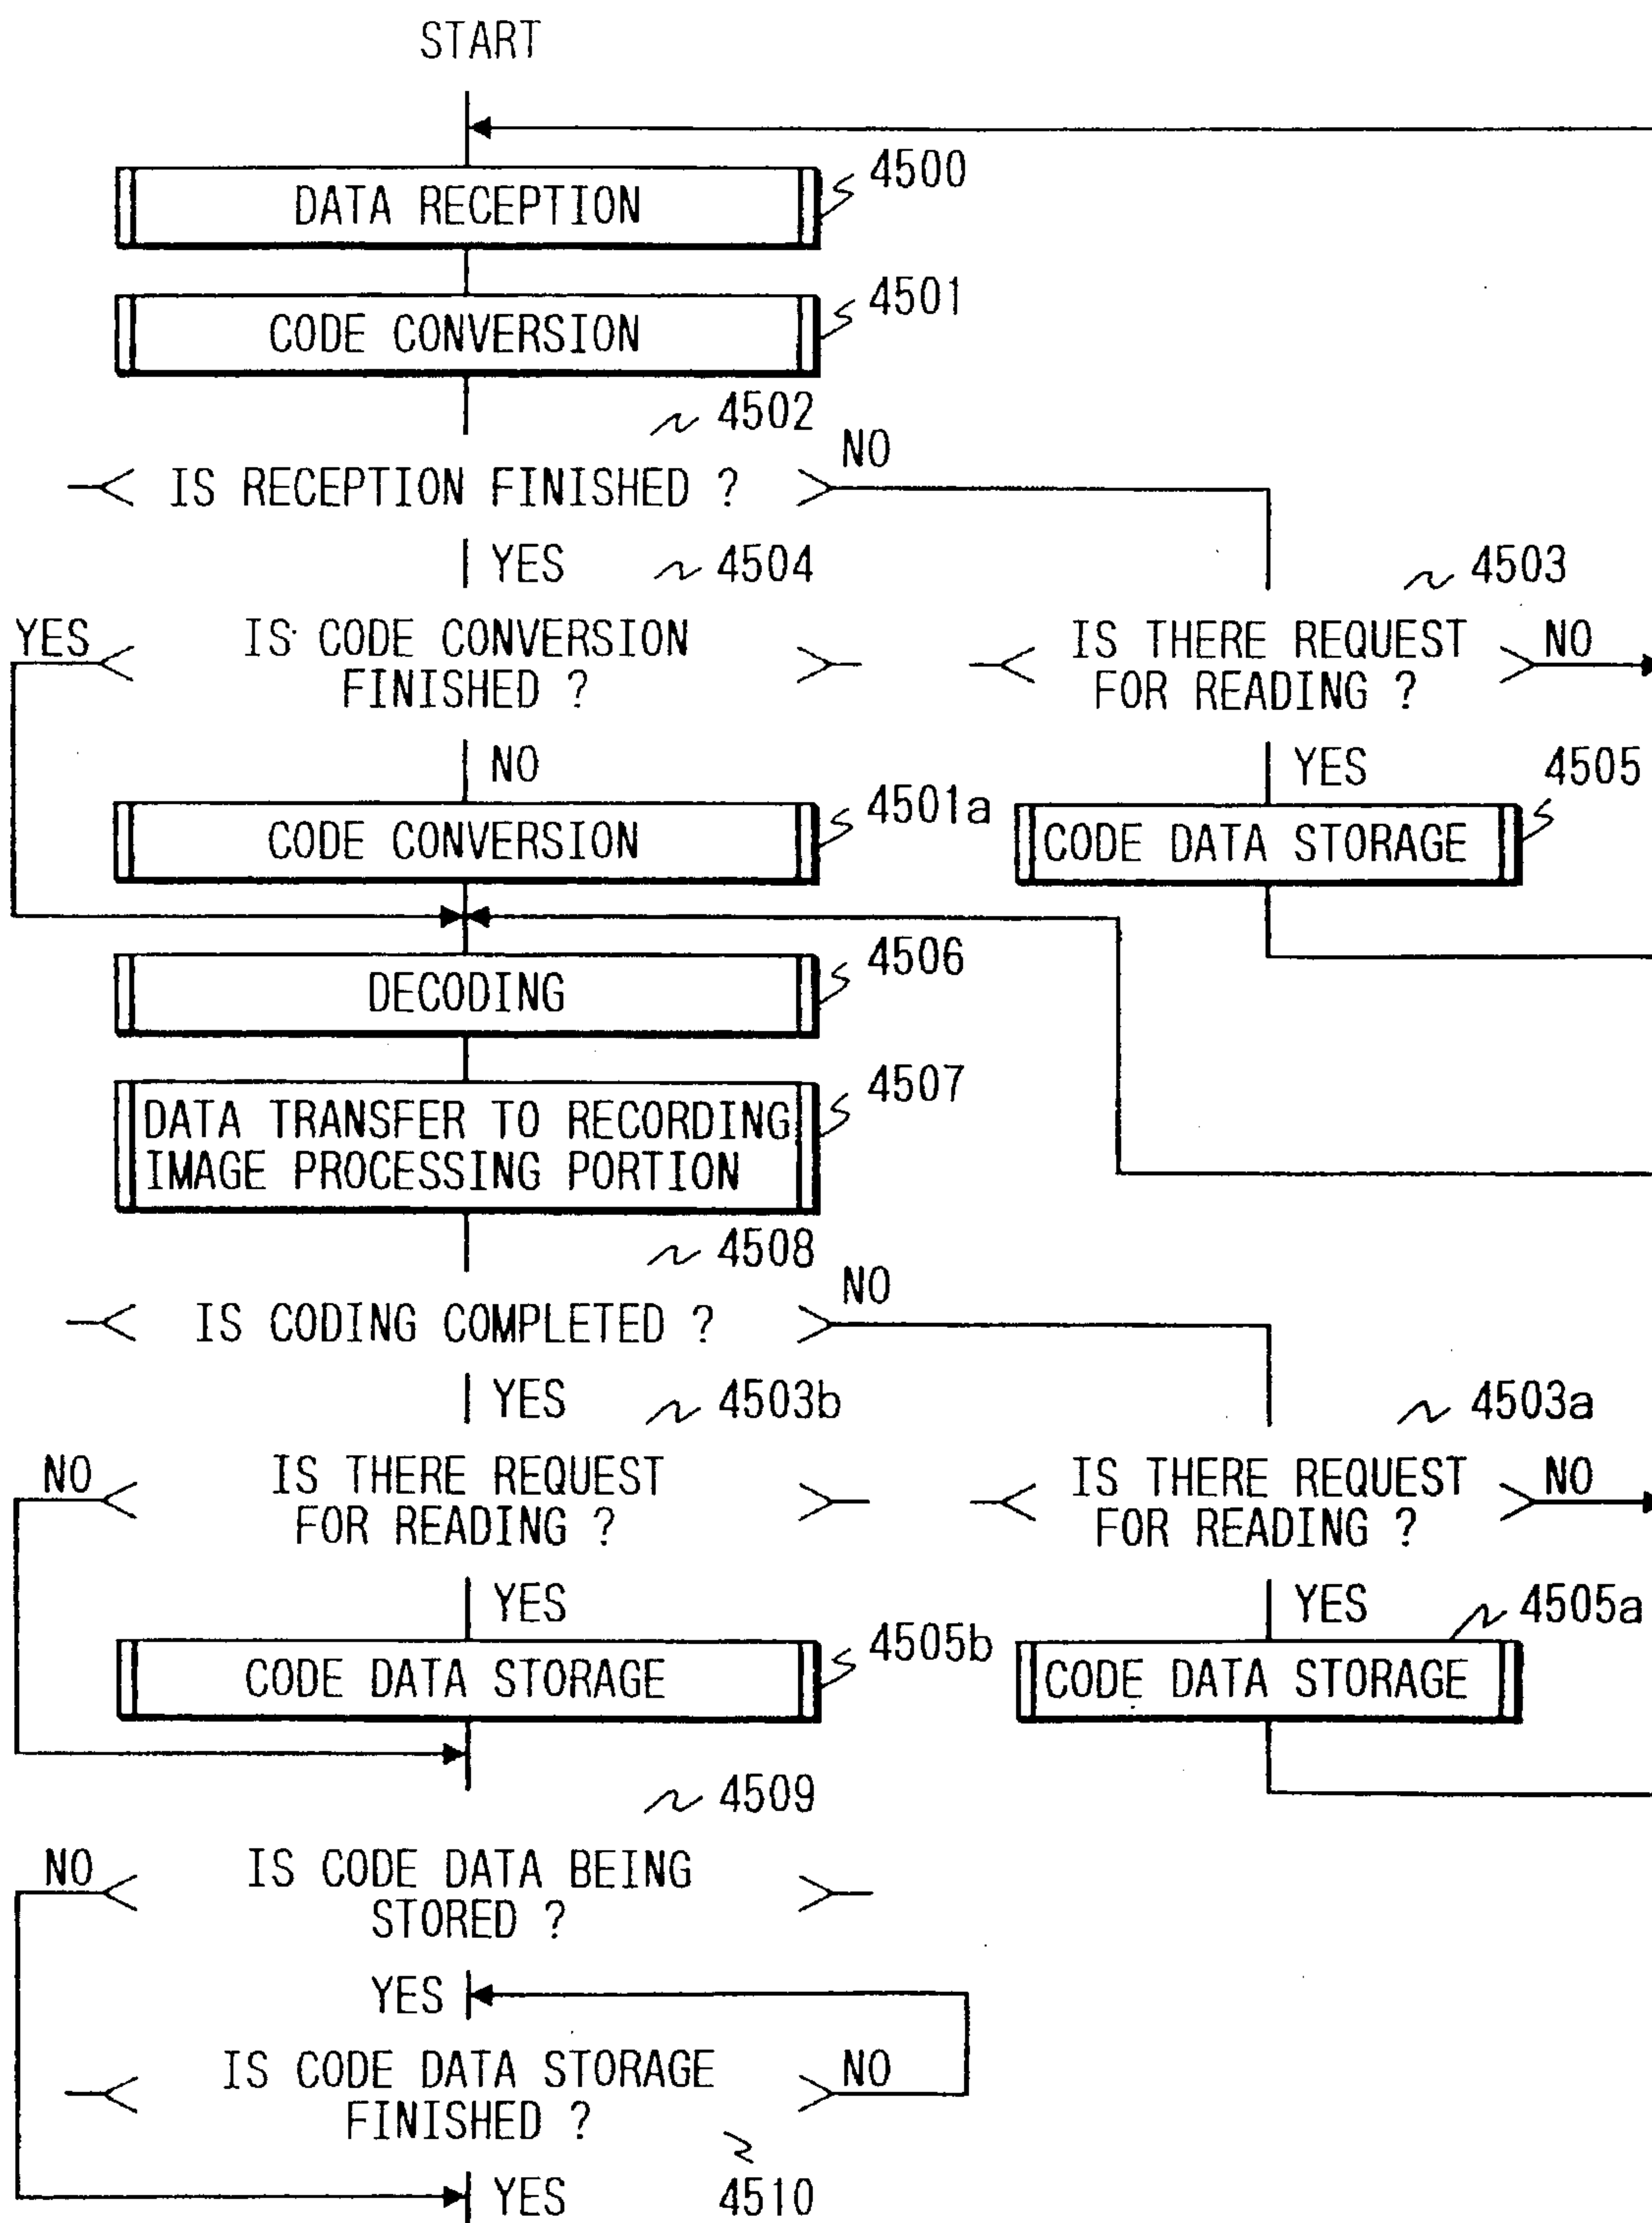 START
4500
DATA RECEPTION
4501
CODE CONVERSION
4502
IS RECEPTION FINISHED ?
NO
YES
4504
4503
YES
IS CODE CONVERSION
FINISHED ?
IS THERE REQUEST
FOR READING ?
NO
NO
YES
4501a
CODE CONVERSION
4505
CODE DATA STORAGE
4506
DECODING
4507
DATA TRANSFER TO RECORDING
IMAGE PROCESSING PORTION
4508
IS CODING COMPLETED ?
NO
YES
4503b
4503a
NO
IS THERE REQUEST
FOR READING ?
IS THERE REQUEST
FOR READING ?
NO
YES
YES
4505b
CODE DATA STORAGE
4505a
CODE DATA STORAGE
4509
NO
IS CODE DATA BEING
STORED ?
YES
IS CODE DATA STORAGE
FINISHED ?
NO
YES
4510